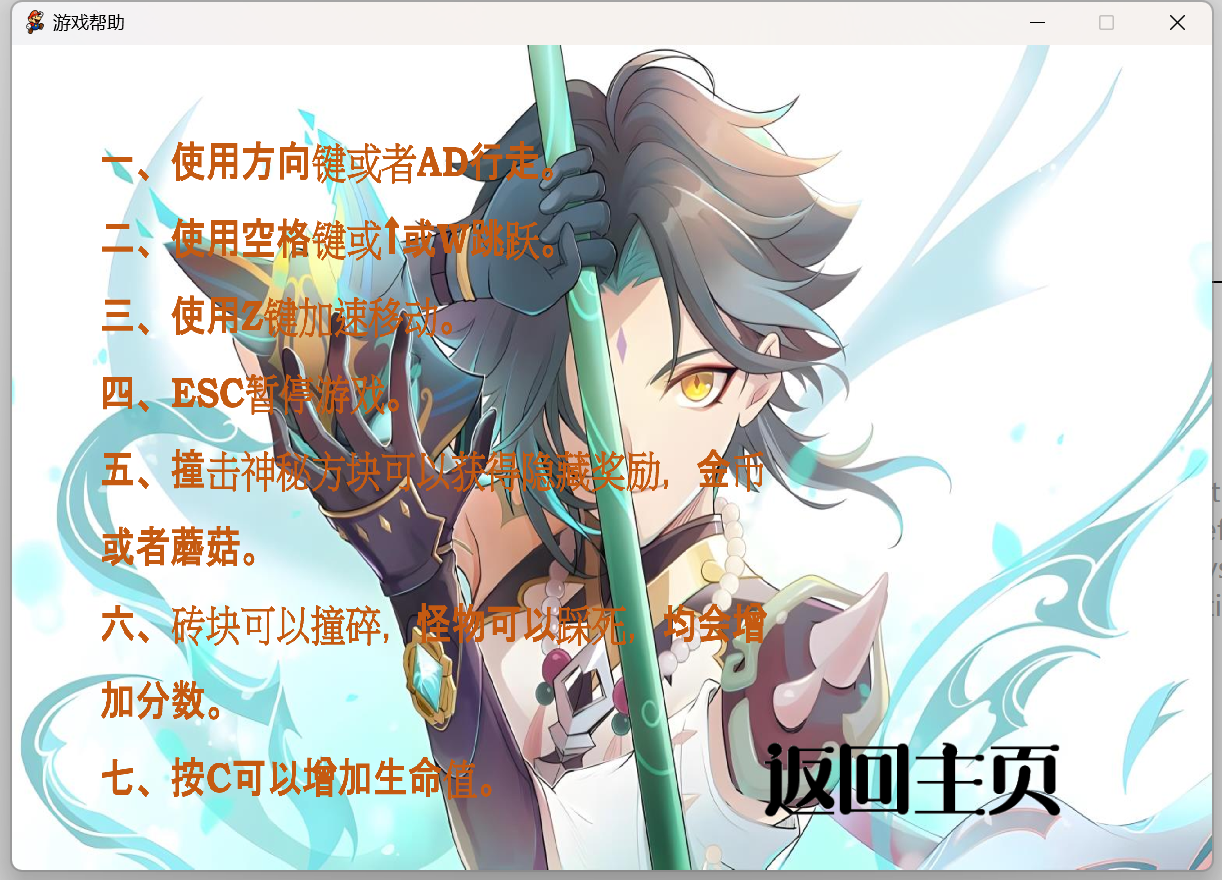 游戏帮助
一、使用方向键或者AD行走。
二、使用空格键或↑或W跳跃。
三、使用Z键加速移动。
四、ESC暂停游戏。
五、撞击神秘方块可以获得隐藏奖励，金币
或者蘑菇。
六、砖块可以撞碎，怪物可以踩死，均会增
加分数。
七、按C可以增加生命值。
返回主页